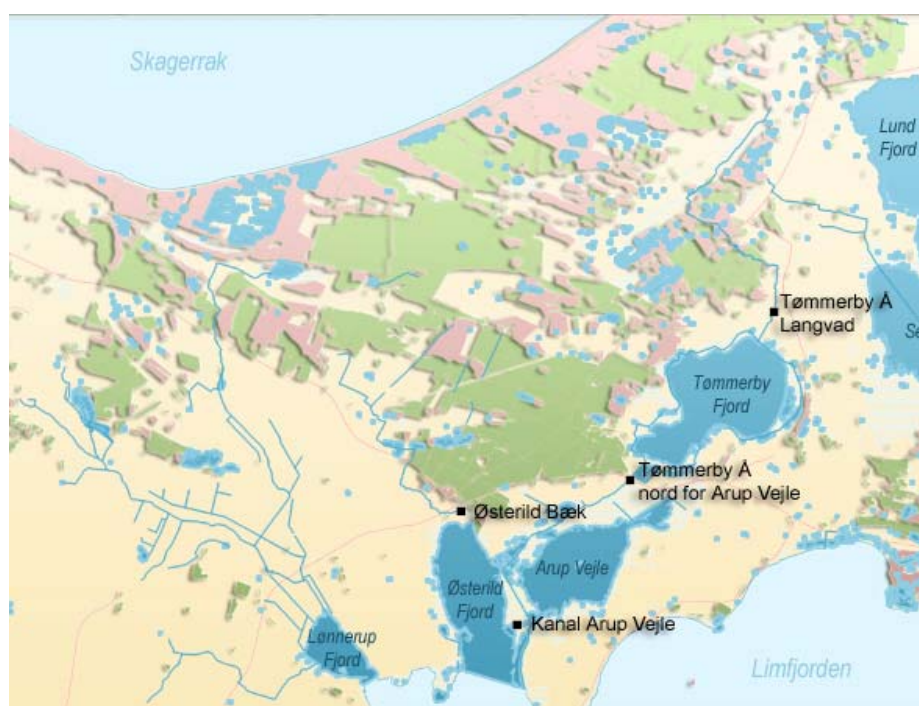 Skagerrak
Lund
Fjord
Tømmerby Å
Langvad
Se
Tømmerby
Fjord
Tømmerby Å
nord for Arup Vejle
Østerild Bæk
Arup Vejle
Østerild
Fjord
Kanal Arup Vejle
Lønnerup
Fjord
Limfjorden